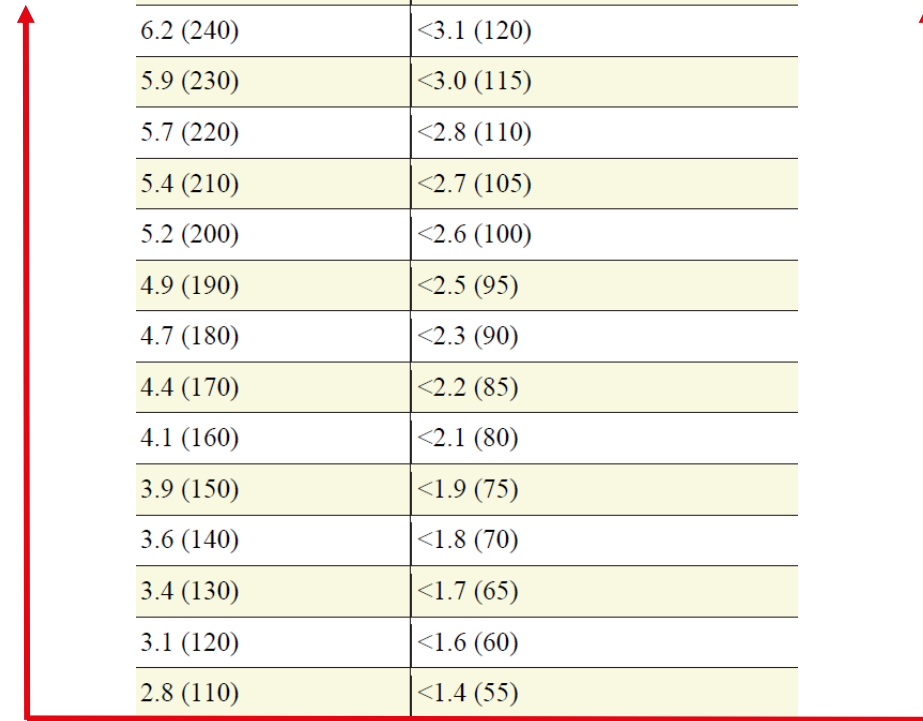 6.2 (240) <3.1 (120)
5.9 (230) <3.0 (115)
5.7 (220) <2.8 (110)
5.4 (210) <2.7 (105)
5.2 (200) <2.6 (100)
4.9 (190) <2.5 (95)
4.7 (180) <2.3 (90)
4.4 (170) <2.2 (85)
4.1 (160) <2.1 (80)
3.9 (150) <1.9 (75)
3.6 (140) <1.8 (70)
3.4 (130) <1.7 (65)
3.1 (120) <1.6 (60)
2.8 (110) <1.4 (55)